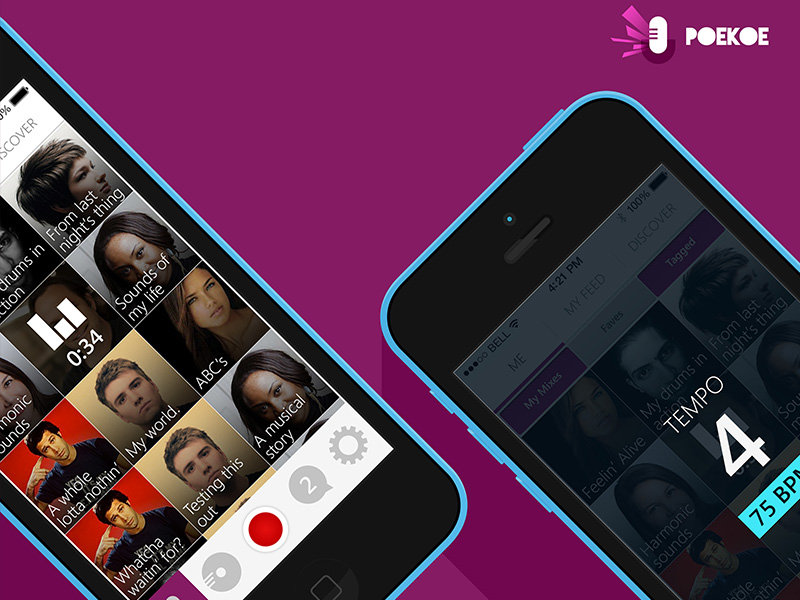 POEKOE
DISCOVER
From last
night's thing
drums in
action
Sounds of
my life
0:34
ABC's
Harmonic
sounds
My world.
A musical
story
A whole
lotta nothin'
Testing this
out
Whatcha
waitin' for?
2
BELL
4:21 PM
100%
ME
MY FEED
DISCOVER
My Mixes
Faves
Tagged
Feelin' Alive
My drums in
action
From last
night's thing
Harmonic
sounds
TEMPO
4
75 BPM